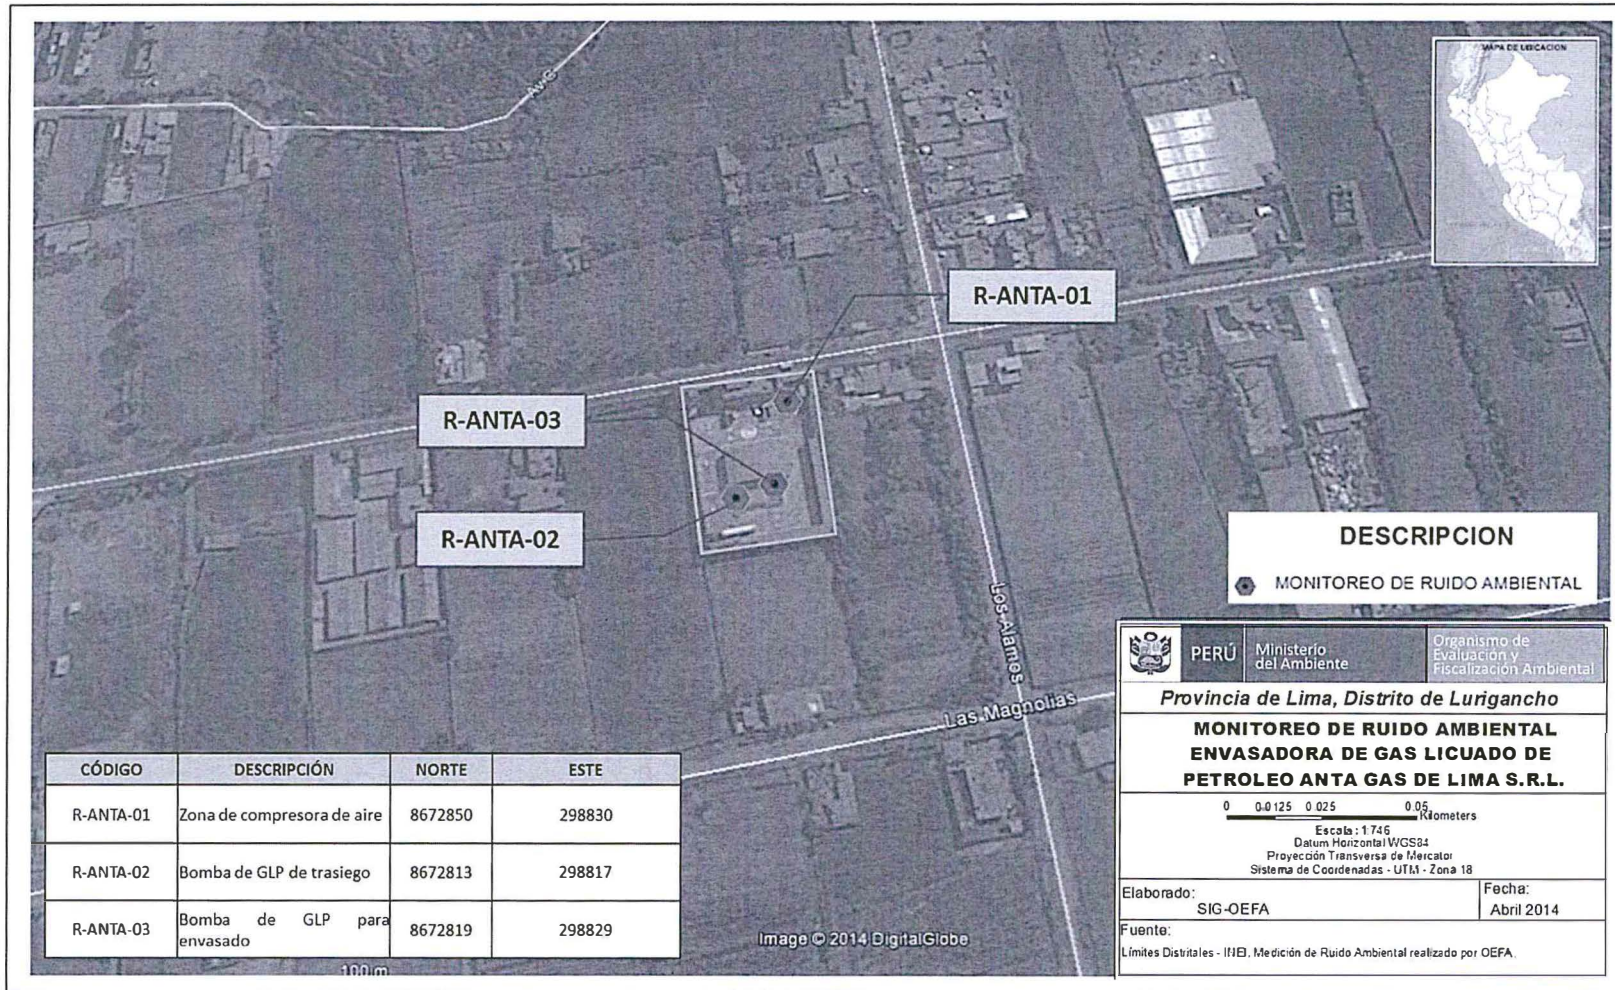 MAPA DE UBICACION
Av-C
R-ANTA-01
R-ANTA-03
R-ANTA-02
Los Alamos
Las Magnolias
DESCRIPCION
MONITOREO DE RUIDO AMBIENTAL
CÓDIGO DESCRIPCIÓN NORTE ESTE
R-ANTA-01 Zona de compresora de aire 8672850 298830
R-ANTA-02 Bomba de GLP de trasiego 8672813 298817
R-ANTA-03 Bomba de GLP para envasado 8672819 298829
100 m
Image © 2014 DigitalGlobe
PERÚ
Ministerio
del Ambiente
Organismo de
Evaluación y
Fiscalización Ambiental
Provincia de Lima, Distrito de Lurigancho
MONITOREO DE RUIDO AMBIENTAL
ENVASADORA DE GAS LICUADO DE
PETROLEO ANTA GAS DE LIMA S.R.L.
0 0.0125 0.025 0.05
Kilometers
Escala: 1:746
Datum Horizontal WGS84
Proyección Transversa de Mercator
Sistema de Coordenadas - UTM - Zona 18
Elaborado:
SIG-OEFA
Fecha:
Abril 2014
Fuente:
Límites Distritales - INEI, Medición de Ruido Ambiental realizado por OEFA.